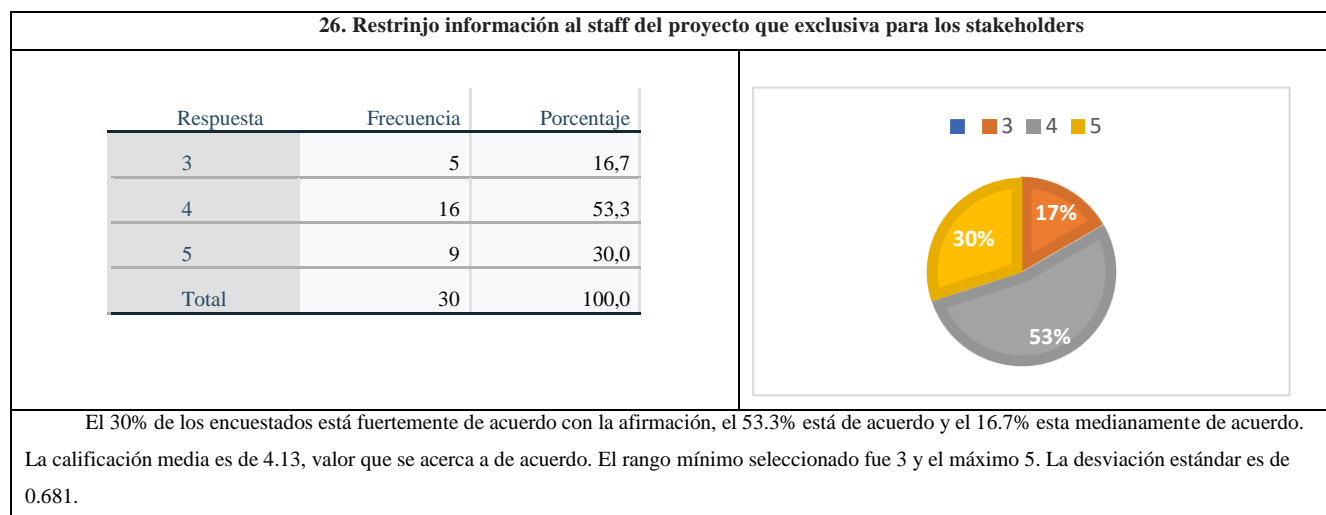 26. Restrinjo información al staff del proyecto que exclusiva para los stakeholders
Respuesta Frecuencia Porcentaje
3 5 16,7
4 16 53,3
5 9 30,0
Total 30 100,0
3 4 5
17%
30%
53%
El 30% de los encuestados está fuertemente de acuerdo con la afirmación, el 53.3% está de acuerdo y el 16.7% esta medianamente de acuerdo.
La calificación media es de 4.13, valor que se acerca a de acuerdo. El rango mínimo seleccionado fue 3 y el máximo 5. La desviación estándar es de
0.681.